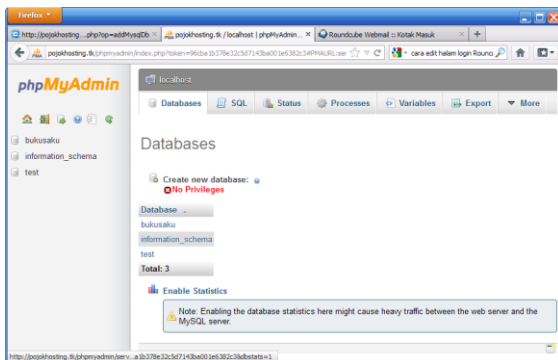 Firefox
http://pojokhosting....php?op=addMysqlDb
pojokhosting.tk / localhost | phpMyAdmin...
Roundcube Webmail :: Kotak Masuk
pojokhosting.tk/phpmyadmin/index.php?token=96cba1b378e32c5d7143ba001e6382c3#PMAURL:ser
cara edit halam login Rounc
phpMyAdmin
localhost
Databases
SQL
Status
Processes
Variables
Export
More
bukusaku
information_schema
test
Databases
Create new database:
No Privileges
Database
bukusaku
information_schema
test
Total: 3
Enable Statistics
Note: Enabling the database statistics here might cause heavy traffic between the web server and the
MySQL server.
http://pojokhosting.tk/phpmyadmin/serv...a1b378e32c5d7143ba001e6382c3&dbstats=1